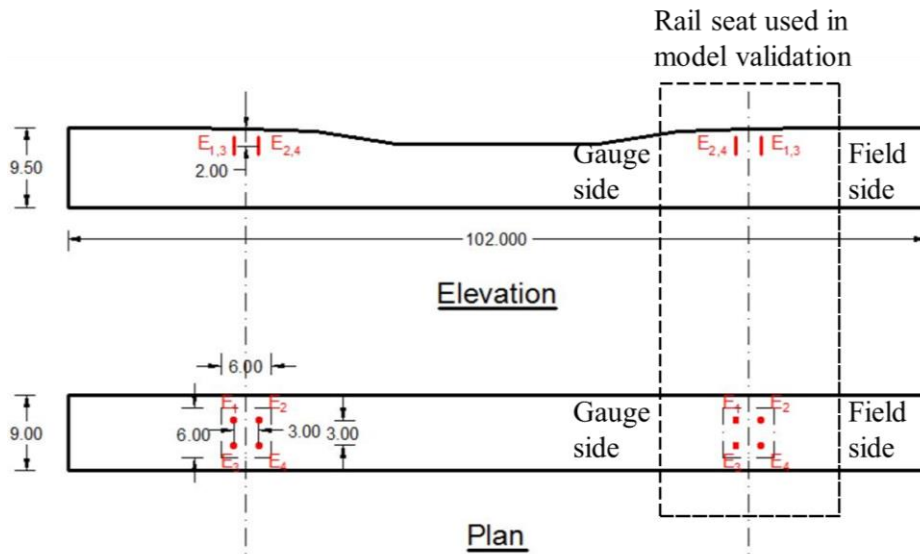 Rail seat used in
model validation
E1,3
E2,4
E2,4
E1,3
9.50
2.00
Gauge
side
Field
side
102.000
Elevation
6.00
E1
E2
E1
E2
9.00
6.00
3.00
3.00
Gauge
side
Field
side
E3
E4
E3
E4
Plan